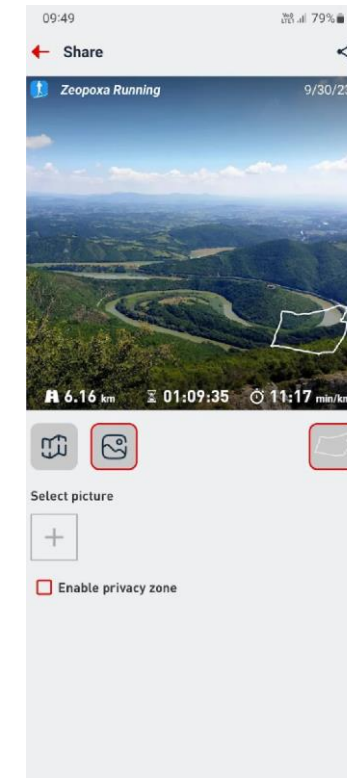 09:49 79%
Share
Zeopoxa Running 9/30/23
6.16 km 01:09:35 11:17 min/km
Select picture
Enable privacy zone